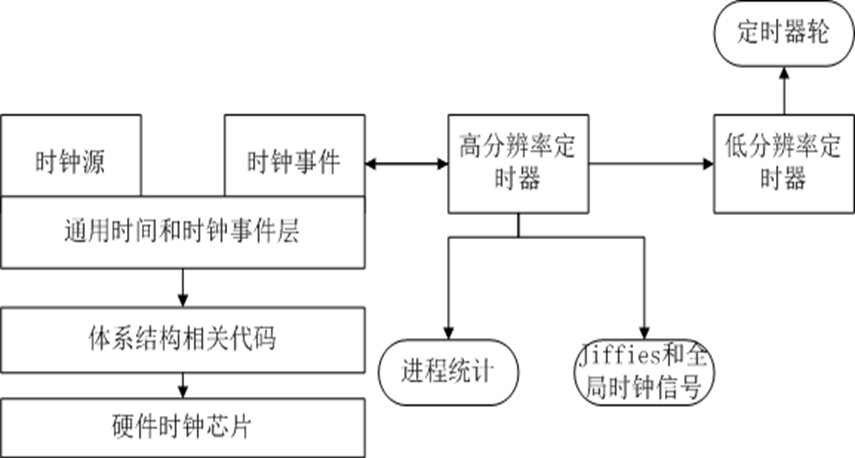 定时器轮
时钟源
时钟事件
高分辨率定
时器
低分辨率定
时器
通用时间和时钟事件层
体系结构相关代码
进程统计
Jiffies和全
局时钟信号
硬件时钟芯片